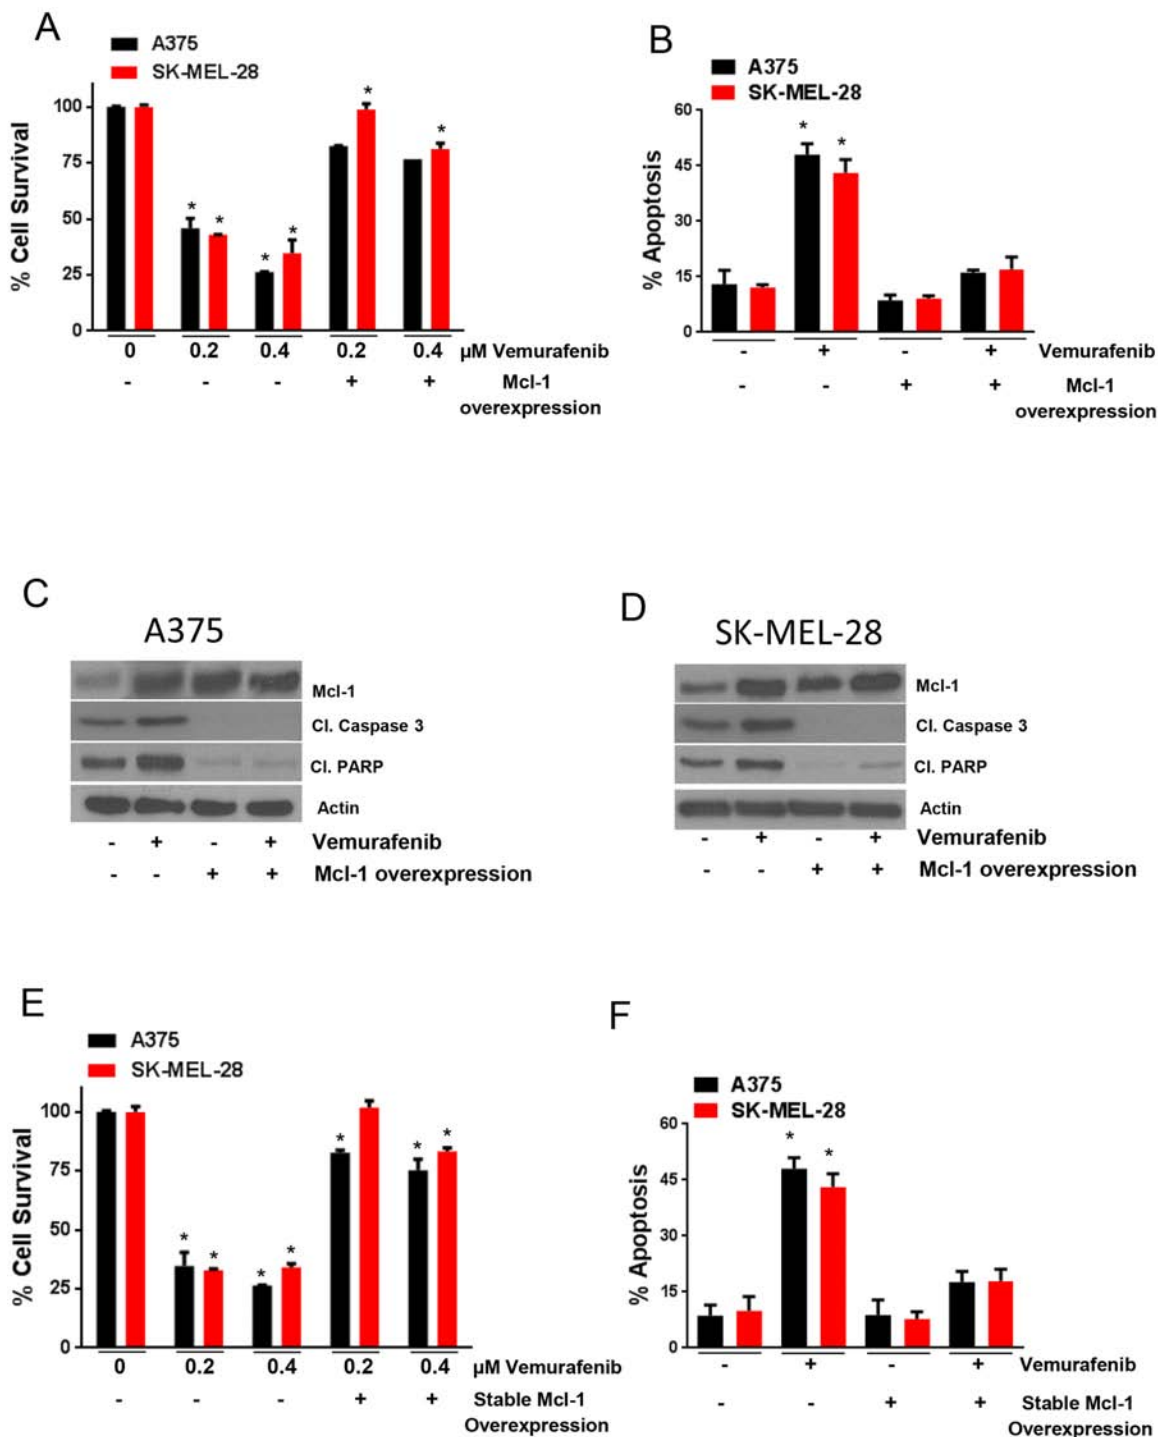 A
A375
SK-MEL-28
% Cell Survival
100
75
50
25
0
* * * * * *
0 0.2 0.4 0.2 0.4 µM Vemurafenib
- - - + + Mcl-1
overexpression
B
A375
SK-MEL-28
% Apoptosis
60
45
30
15
0
* *
- + - + Vemurafenib
- - + + Mcl-1
overexpression
C
A375
Mcl-1
Cl. Caspase 3
Cl. PARP
Actin
- + - + Vemurafenib
- - + + Mcl-1 overexpression
D
SK-MEL-28
Mcl-1
Cl. Caspase 3
Cl. PARP
Actin
- + - + Vemurafenib
- - + + Mcl-1 overexpression
E
A375
SK-MEL-28
% Cell Survival
100
75
50
25
0
* * * * * * *
0 0.2 0.4 0.2 0.4 µM Vemurafenib
- - - + + Stable Mcl-1
Overexpression
F
A375
SK-MEL-28
% Apoptosis
60
45
30
15
0
* *
- + - + Vemurafenib
- - + + Stable Mcl-1
Overexpression